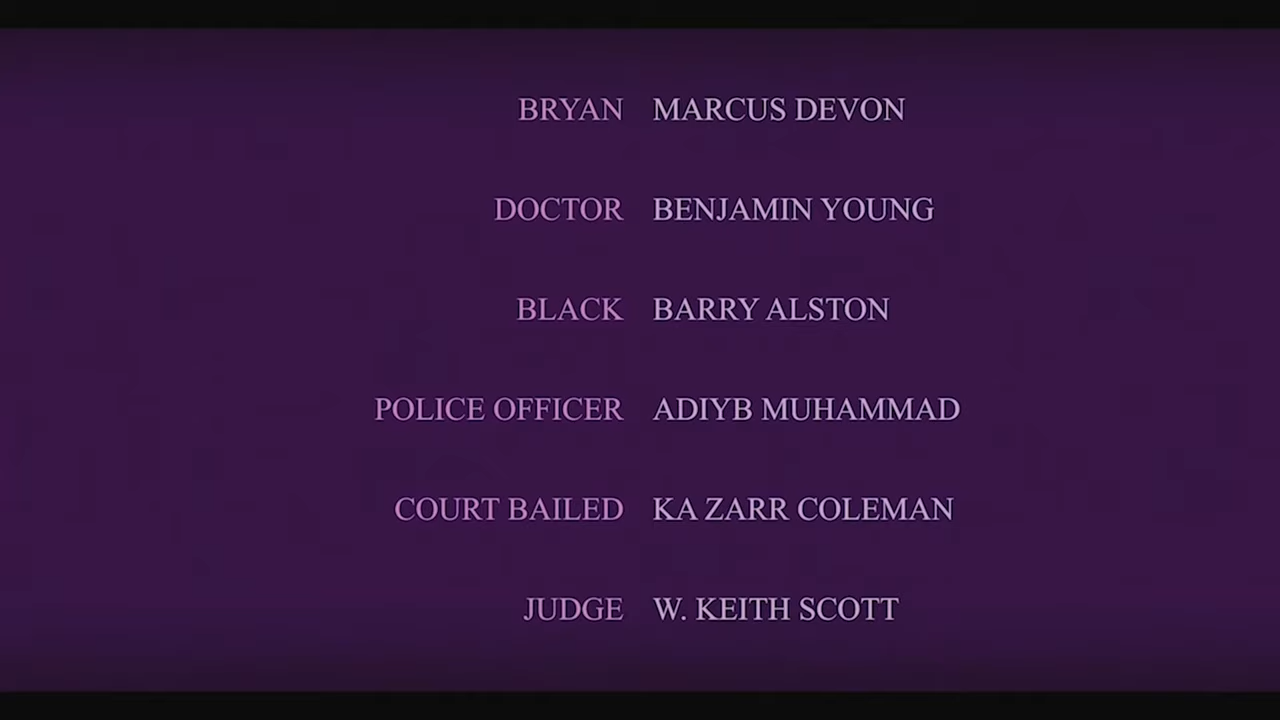 BRYAN MARCUS DEVON
DOCTOR BENJAMIN YOUNG
BLACK BARRY ALSTON
POLICE OFFICER ADIYB MUHAMMAD
COURT BAILED KA ZARR COLEMAN
JUDGE W. KEITH SCOTT